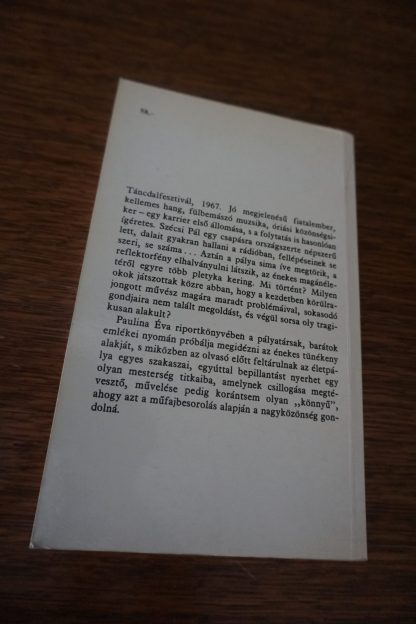 58,–
Táncdalfesztivál, 1967. Jó megjelenésű fiatalember,
kellemes hang, fülbemászó muzsika, óriási közönségsi-
ker – egy karrier első állomása, s a folytatás is hasonlóan
ígéretes. Szécsi Pál egy csapásra országszerte népszerű
lett, dalait gyakran hallani a rádióban, fellépéseinek se
szeri, se száma... Aztán a pálya sima íve megtörik, a
reflektorfény elhalványulni látszik, az énekes magánéle-
téről egyre több pletyka kering. Mi történt? Milyen
okok játszottak közre abban, hogy a kezdetben körülra-
jongott művész magára maradt problémáival, sokasodó
gondjaira nem talált megoldást, és végül sorsa oly tragi-
kusan alakult?
Paulina Éva riportkönyvében a pályatársak, barátok
emlékei nyomán próbálja megidézni az énekes tünékeny
alakját, s miközben az olvasó előtt feltárulnak az életpá-
lya egyes szakaszai, egyúttal bepillantást nyerhet egy
olyan mesterség titkaiba, amelynek csillogása megté-
vesztő, művelése pedig korántsem olyan „könnyű",
ahogy azt a műfajbesorolás alapján a nagyközönség gon-
dolná.